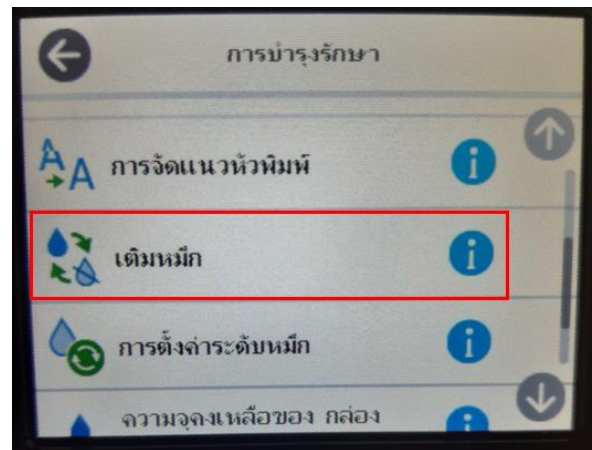 การบำรุงรักษา
การจัดแนวหัวพิมพ์
เติมหมึก
การตั้งค่าระดับหมึก
ความจุคงเหลือของ กล่อง